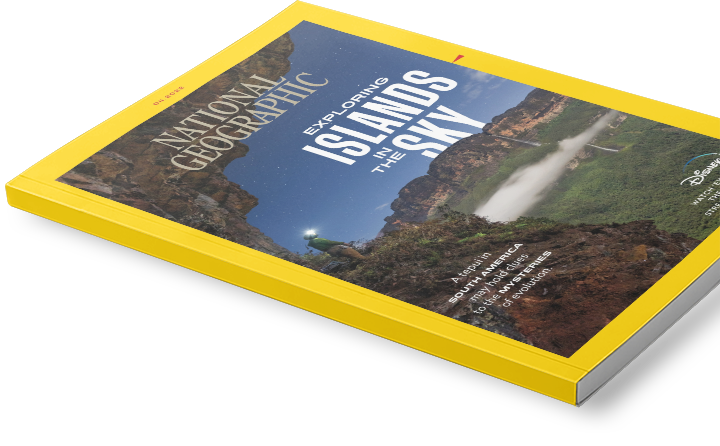 NATIONAL
GEOGRAPHIC
EXPLORING
ISLANDS
IN
THE
SKY
A tepui in
SOUTH AMERICA
may hold clues
to the MYSTERIES
of evolution.
WATCH